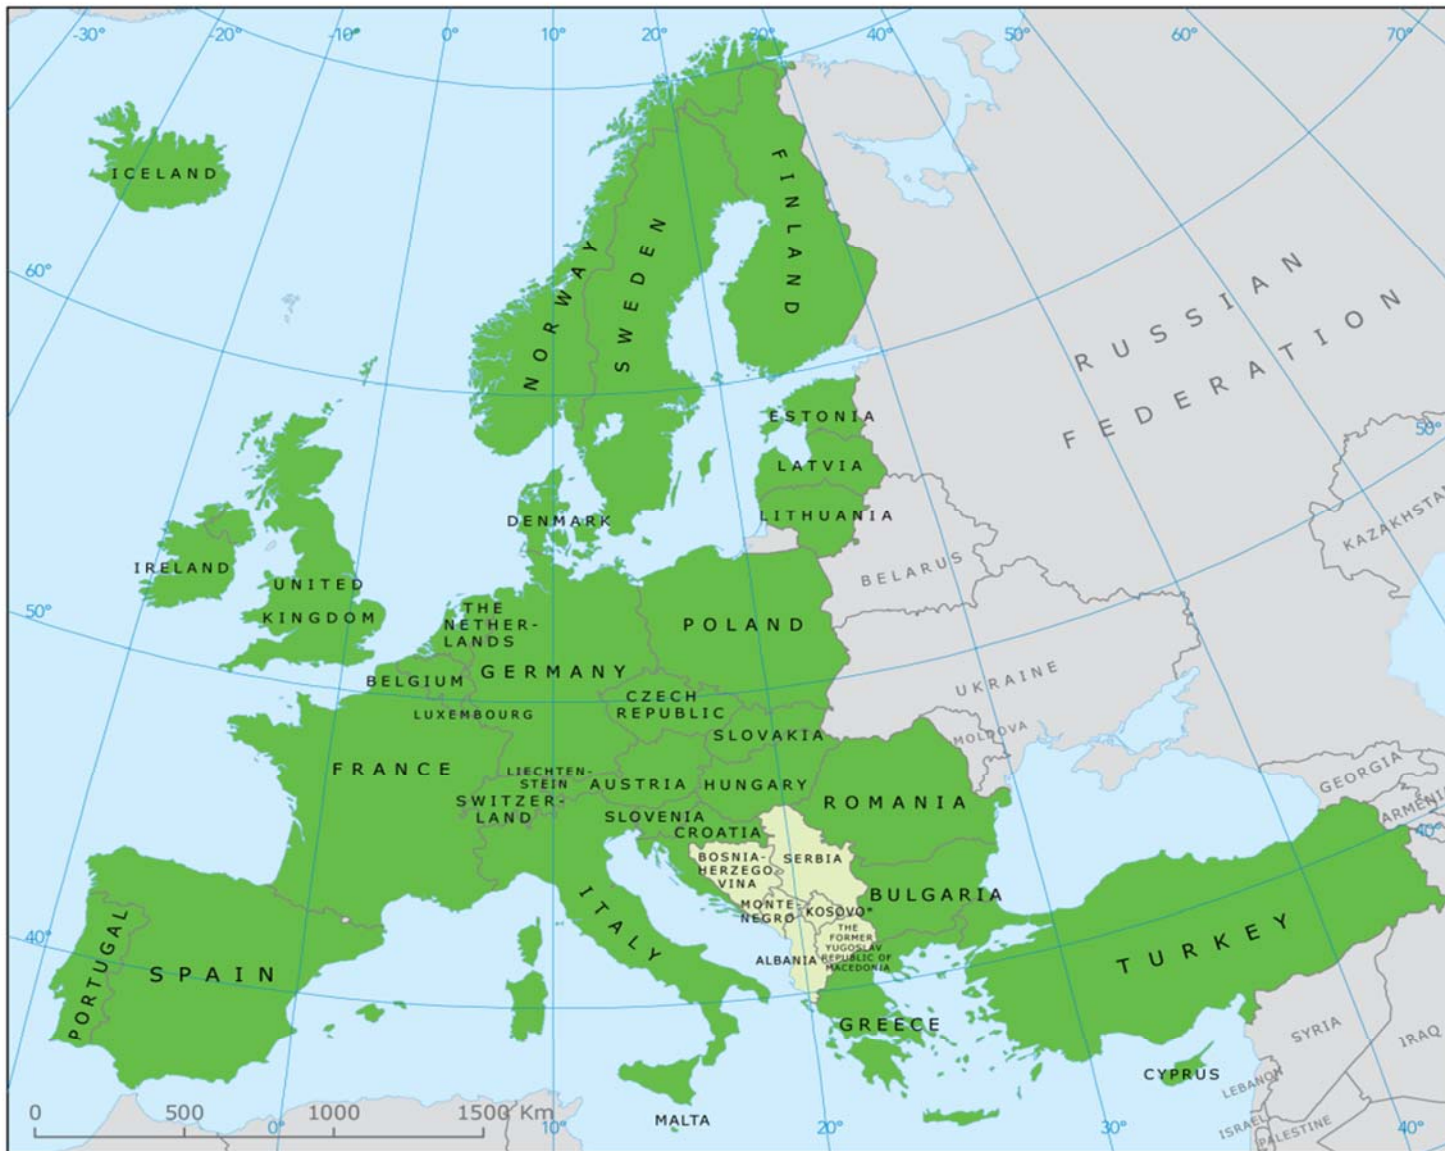 -30°
-20°
-10°
0°
10°
20°
30°
40°
50°
60°
70°
ICELAND
FINLAND
SWEDEN
NORWAY
60°
RUSSIAN
FEDERATION
50°
ESTONIA
LATVIA
LITHUANIA
KAZAKHSTAN
DENMARK
IRELAND
UNITED
KINGDOM
BELARUS
50°
THE
NETHER-
LANDS
POLAND
GERMANY
BELGIUM
UKRAINE
CZECH
REPUBLIC
LUXEMBOURG
SLOVAKIA
MOLDOVA
FRANCE
LIECHTEN-
STEIN
AUSTRIA
HUNGARY
GEORGIA
SWITZER-
LAND
ROMANIA
ARMENIA
SLOVENIA
CROATIA
40°
BOSNIA-
HERZEGO-
VINA
SERBIA
BULGARIA
MONTE-
NEGRO
KOSOVO*
ITALY
PORTUGAL
40°
THE
FORMER
YUGOSLAV
REPUBLIC OF
MACEDONIA
ALBANIA
SPAIN
TURKEY
GREECE
SYRIA
IRAQ
CYPRUS
LEBANON
MALTA
ISRAEL
PALESTINE
0
500
1000
1500 Km
0°
10°
20°
30°
40°